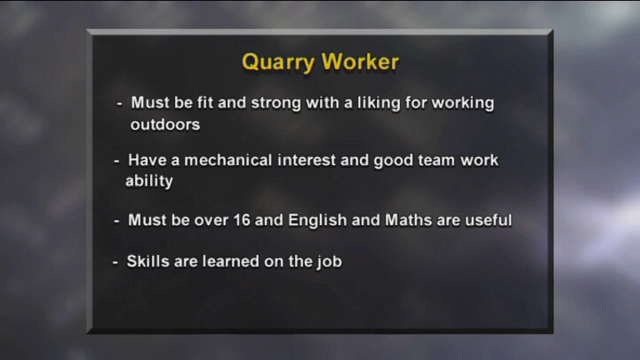 Quarry Worker
- Must be fit and strong with a liking for working
outdoors
- Have a mechanical interest and good team work
ability
- Must be over 16 and English and Maths are useful
- Skills are learned on the job